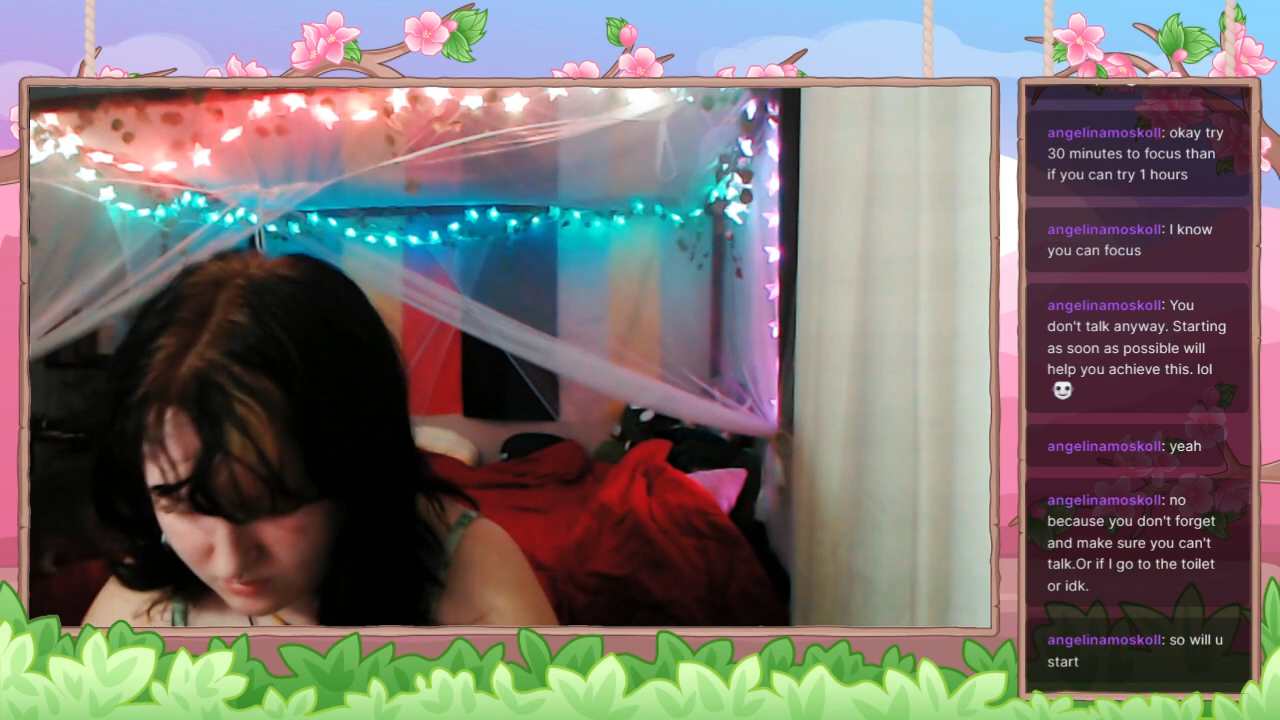 angelinamoskoll: okay try
30 minutes to focus than
if you can try 1 hours
angelinamoskoll: I know
you can focus
angelinamoskoll: You
don't talk anyway. Starting
as soon as possible will
help you achieve this. lol
angelinamoskoll: yeah
angelinamoskoll: no
because you don't forget
and make sure you can't
talk.Or if I go to the toilet
or idk.
angelinamoskoll: so will u
start